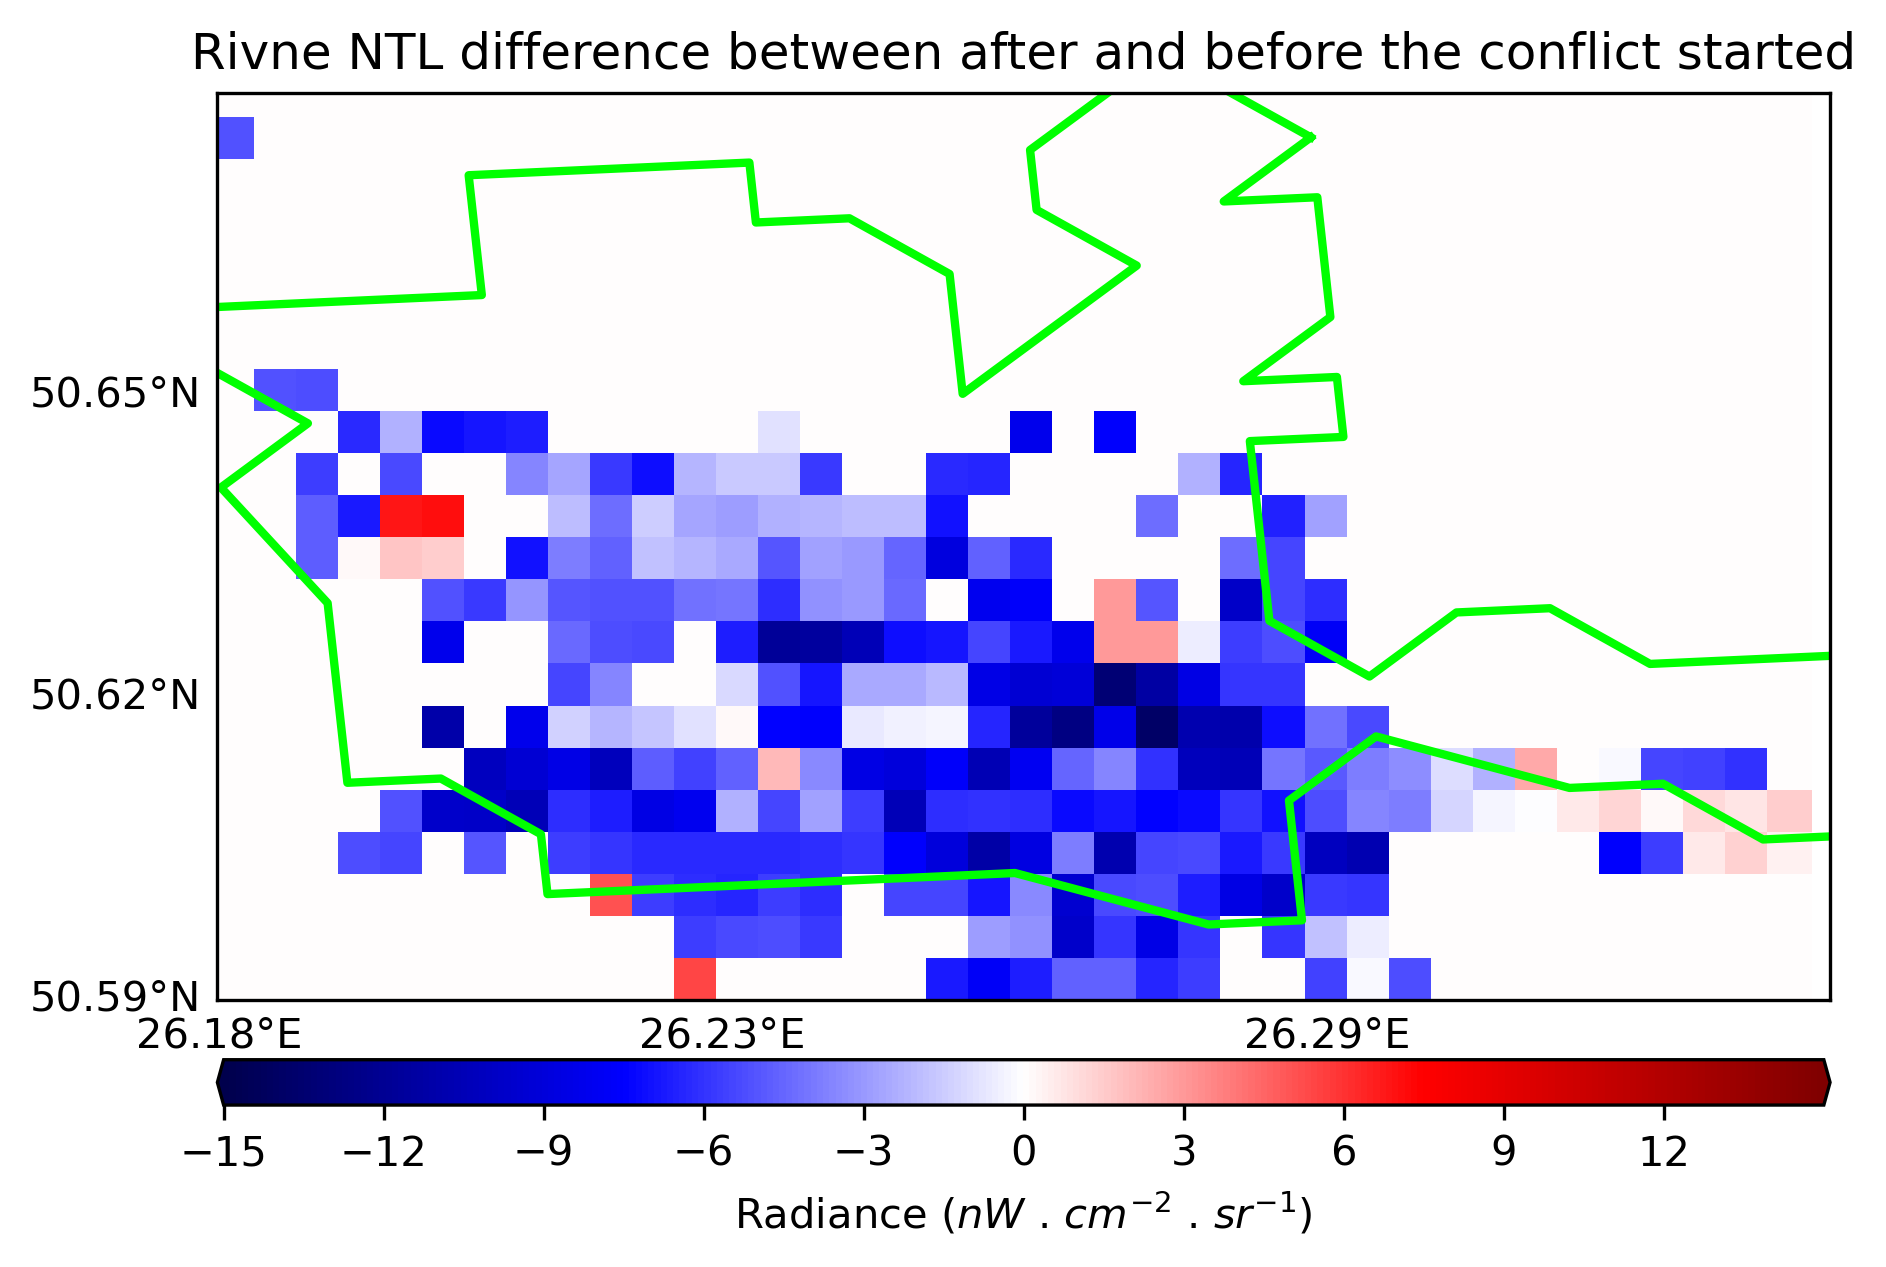 Rivne NTL difference between after and before the conflict started
50.65°N
50.62°N
50.59°N
26.18°E 26.23°E 26.29°E
−15 −12 −9 −6 −3 0 3 6 9 12
Radiance (nW . cm⁻² . sr⁻¹)